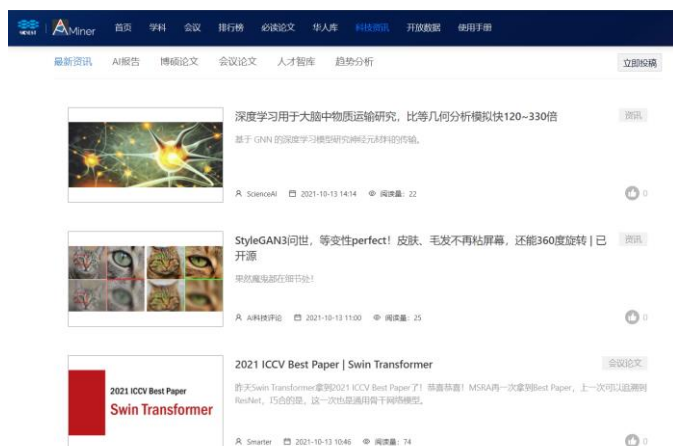 AMiner 首页 学科 会议 排行榜 必读论文 华人库 科技资讯 开放数据 使用手册
最新资讯 AI报告 博硕论文 会议论文 人才智库 趋势分析 立即投稿
深度学习用于大脑中物质运输研究，比等几何分析模拟快120~330倍 资讯
基于 GNN 的深度学习模型研究神经元材料的传输。
ScienceAI 2021-10-13 14:14 阅读量：22 0
StyleGAN3问世，等变性perfect！皮肤、毛发不再粘屏幕，还能360度旋转 | 已 资讯
开源
果然魔鬼都在细节处！
AI科技评论 2021-10-13 11:00 阅读量：25 0
2021 ICCV Best Paper | Swin Transformer 会议论文
2021 ICCV Best Paper
Swin Transformer
昨天Swin Transformer拿到2021 ICCV Best Paper了！恭喜恭喜！MSRA再一次拿到Best Paper，上一次可以追溯到
ResNet，巧合的是，这一次也是通用骨干网络模型。
Smarter 2021-10-13 10:46 阅读量：74 0